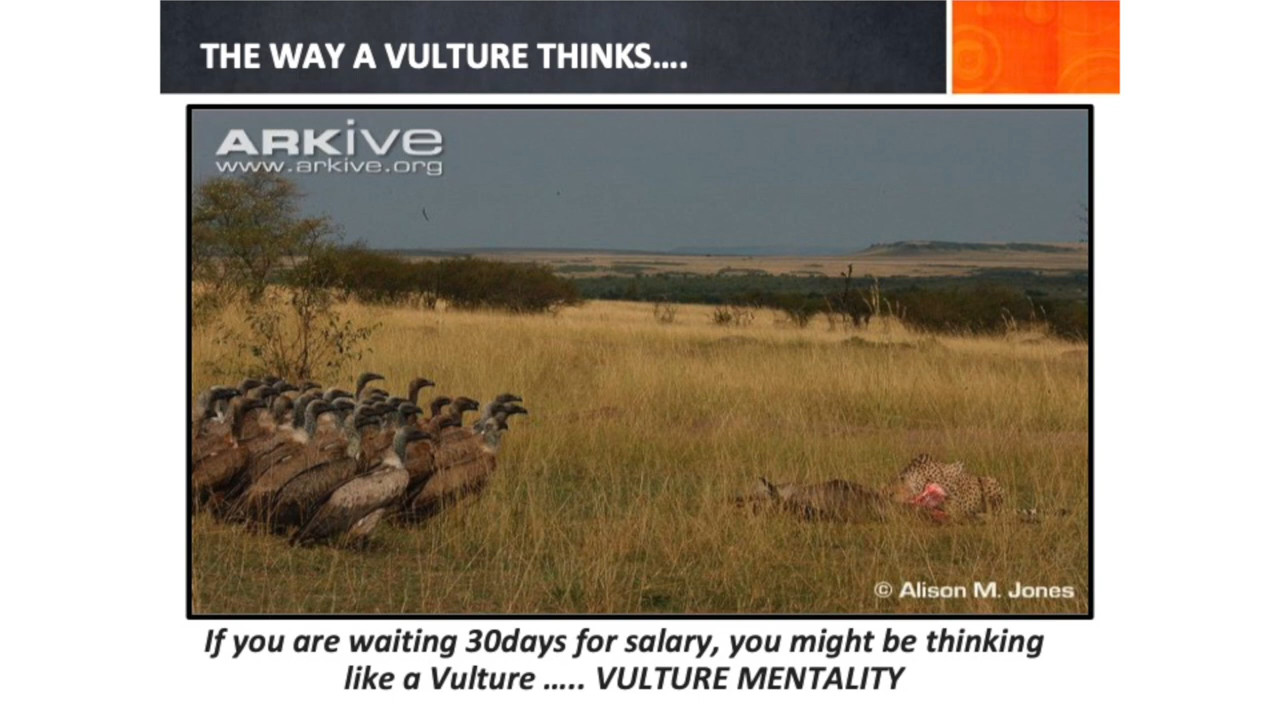 THE WAY A VULTURE THINKS....
ARKive
www.arkive.org
© Alison M. Jones
If you are waiting 30days for salary, you might be thinking
like a Vulture ..... VULTURE MENTALITY